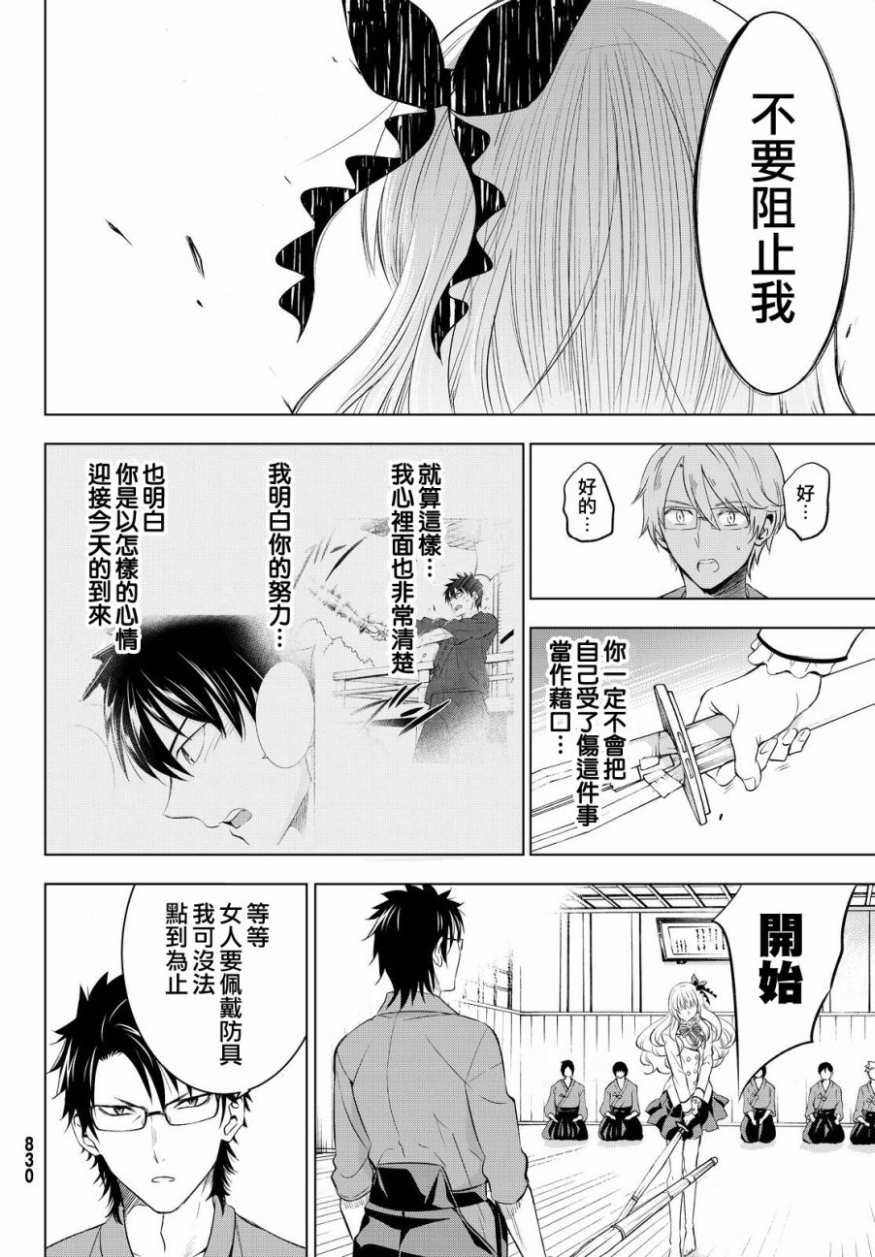 不要阻止我
好…
好的…
你一定不會把
自己受了傷這件事
當作藉口…
就算這樣…
我心裡面也非常清楚
我明白你的努力…
也明白
你是以怎樣的心情
迎接今天的到來
開始
等等
女人要佩戴防具
我可沒法
點到為止
830